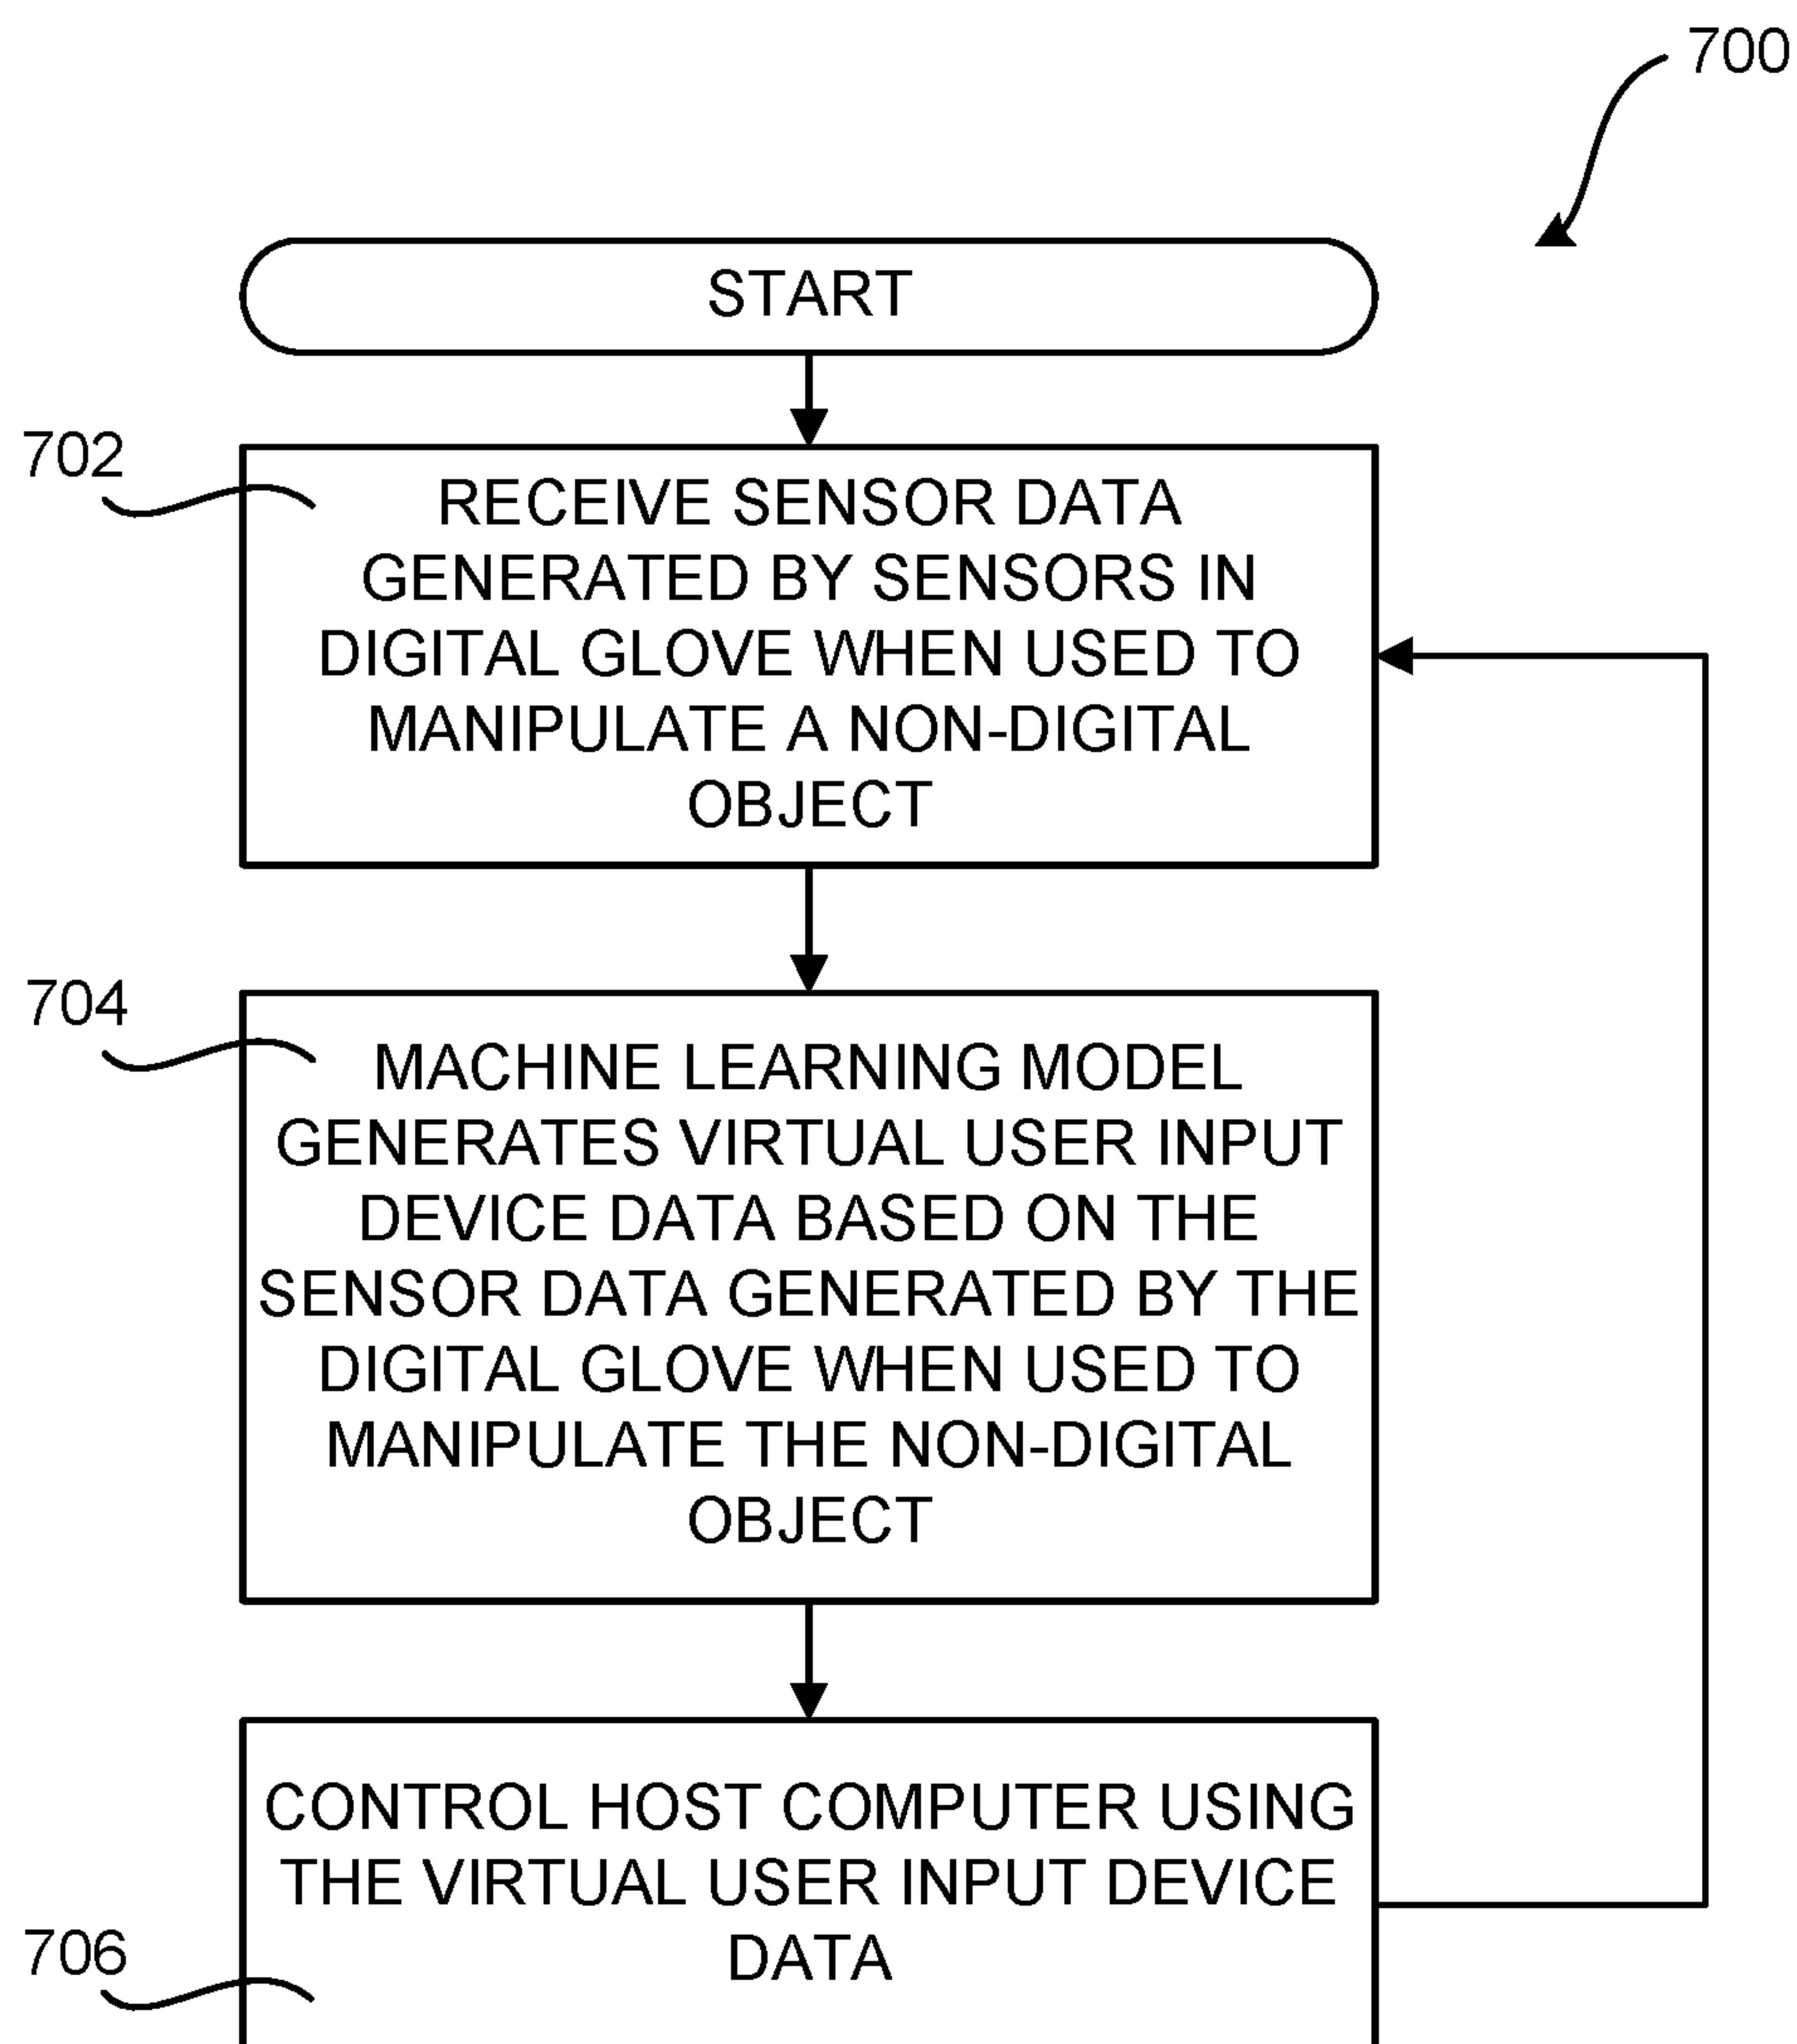 700
START
702
RECEIVE SENSOR DATA
GENERATED BY SENSORS IN
DIGITAL GLOVE WHEN USED TO
MANIPULATE A NON-DIGITAL
OBJECT
704
MACHINE LEARNING MODEL
GENERATES VIRTUAL USER INPUT
DEVICE DATA BASED ON THE
SENSOR DATA GENERATED BY THE
DIGITAL GLOVE WHEN USED TO
MANIPULATE THE NON-DIGITAL
OBJECT
CONTROL HOST COMPUTER USING
THE VIRTUAL USER INPUT DEVICE
DATA
706